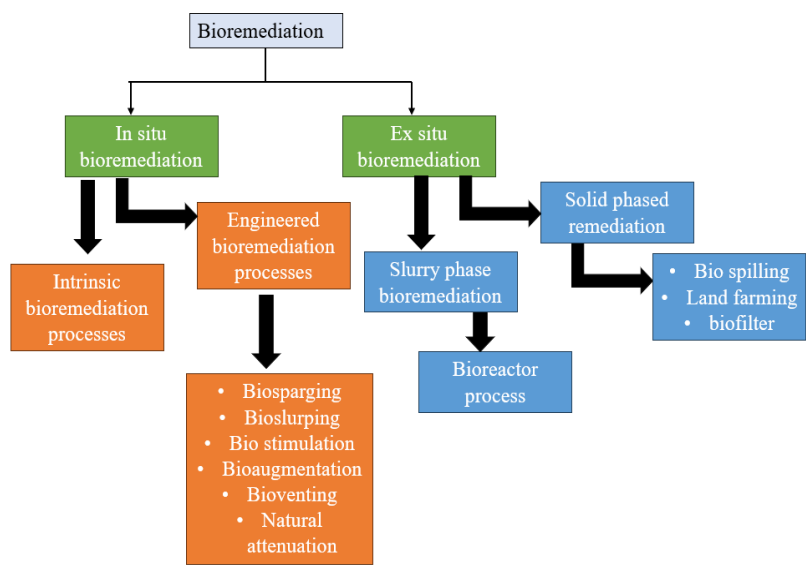 Bioremediation
In situ
bioremediation
Ex situ
bioremediation
Engineered
bioremediation
processes
Solid phased
remediation
Intrinsic
bioremediation
processes
Slurry phase
bioremediation
• Bio spilling
• Land farming
• biofilter
Bioreactor
process
• Biosparging
• Bioslurping
• Bio stimulation
• Bioaugmentation
• Bioventing
• Natural
attenuation